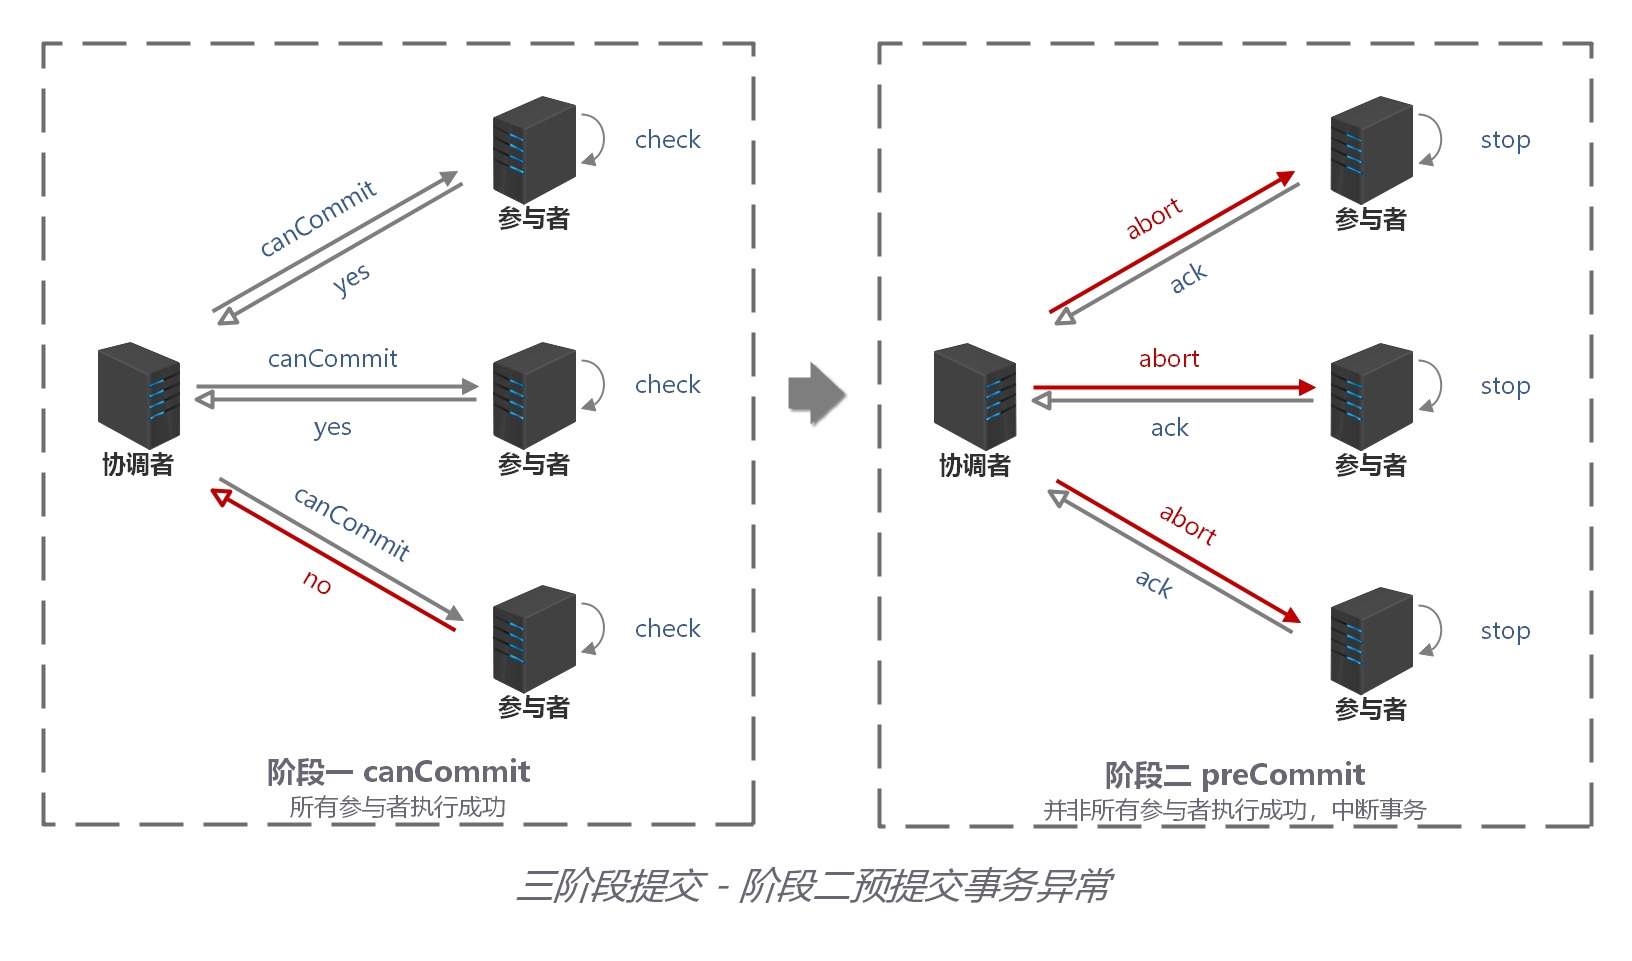 check
canCommit
yes
参与者
canCommit
check
yes
协调者
参与者
canCommit
no
check
参与者
阶段一 canCommit
所有参与者执行成功
stop
abort
ack
参与者
abort
stop
ack
协调者
参与者
abort
ack
stop
参与者
阶段二 preCommit
并非所有参与者执行成功，中断事务
三阶段提交 - 阶段二预提交事务异常